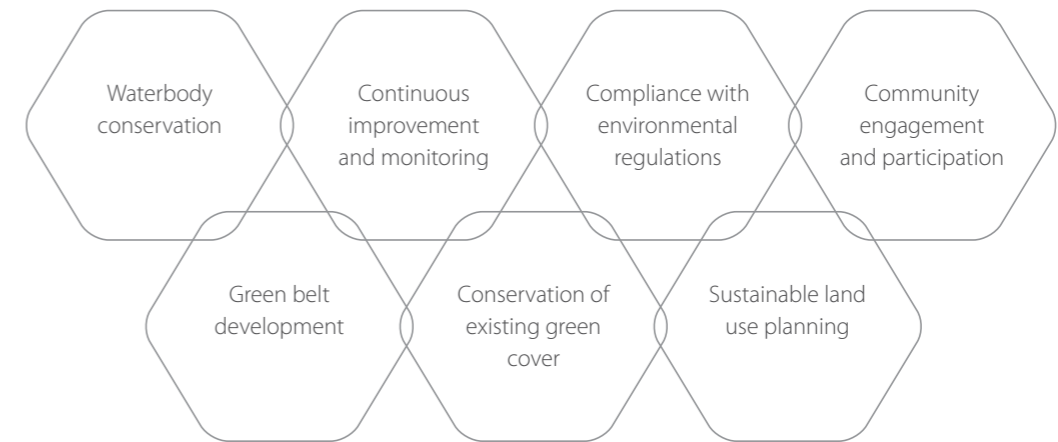 Waterbody
conservation
Continuous
improvement
and monitoring
Compliance with
environmental
regulations
Community
engagement
and participation
Green belt
development
Conservation of
existing green
cover
Sustainable land
use planning